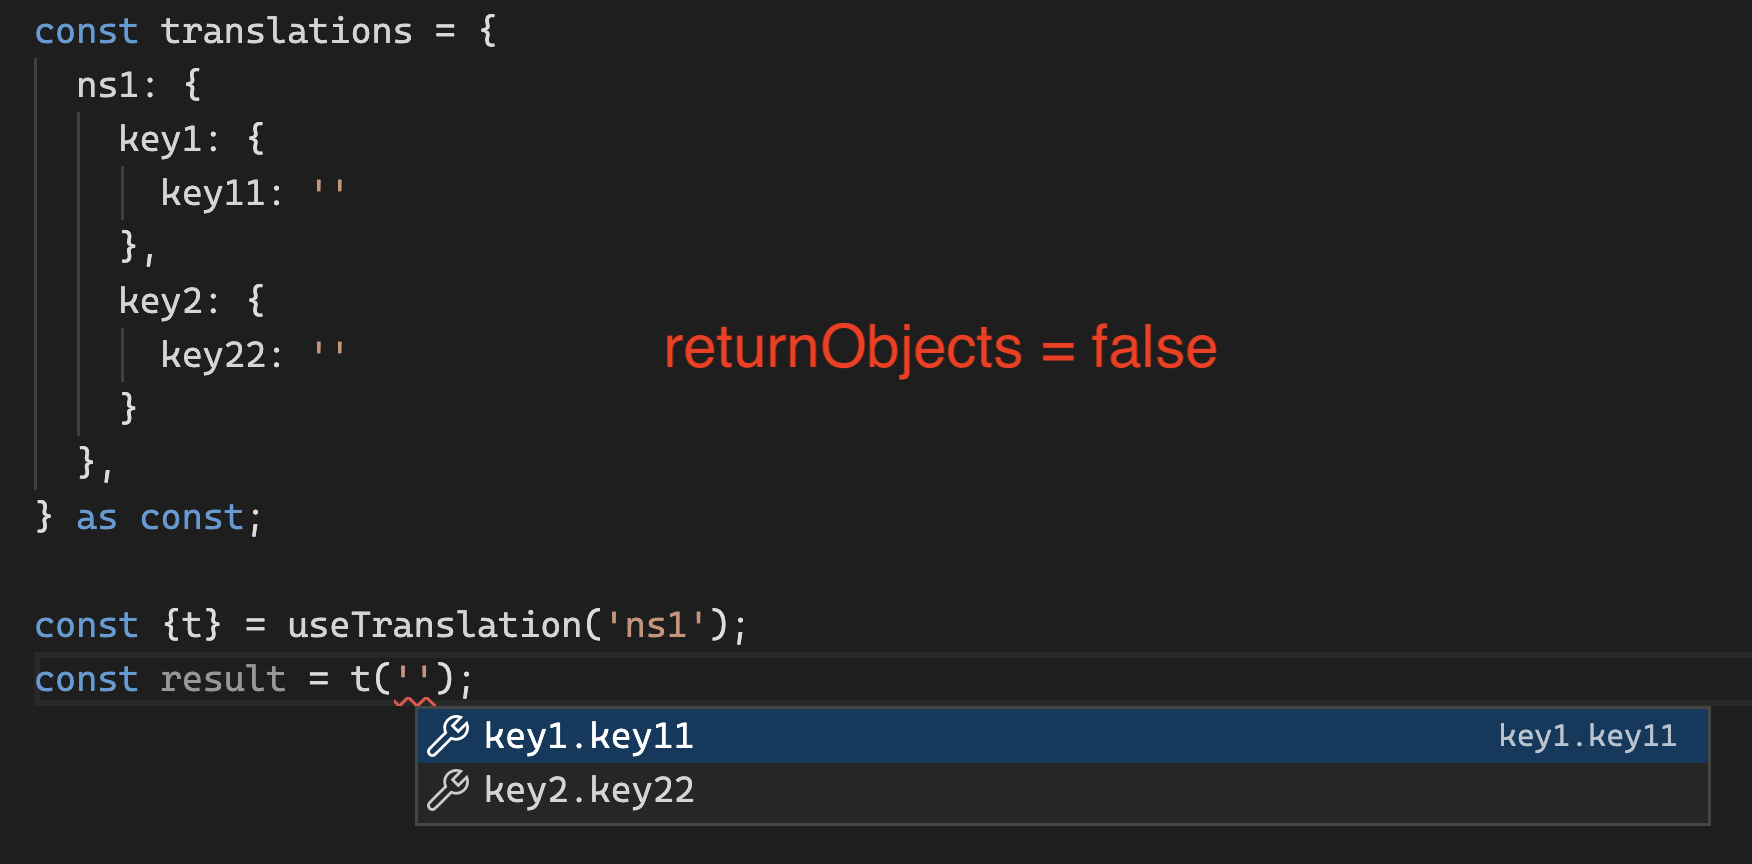 const translations = {
ns1: {
key1: {
key11: ''
},
key2: {
key22: ''
}
},
} as const;
returnObjects = false
const {t} = useTranslation('ns1');
const result = t('');
key1.key11 key1.key11
key2.key22